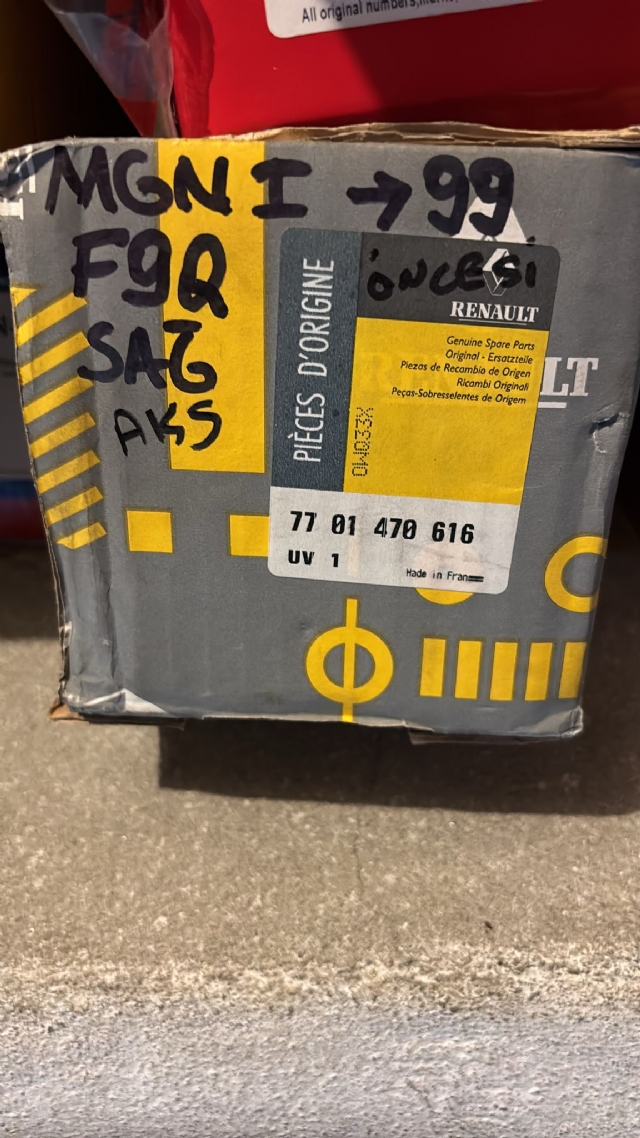 All original numbers,
MGN I → 99
F9Q
ÖNCESİ
SAĞ
AKS
PIÈCES D'ORIGINE
RENAULT
Genuine Spare Parts
Original - Ersatzteile
Piezas de Recambio de Origen
Ricambi Originali
Peças-Sobresselentes de Origem
LT
77 01 470 616
UV 1
Made in